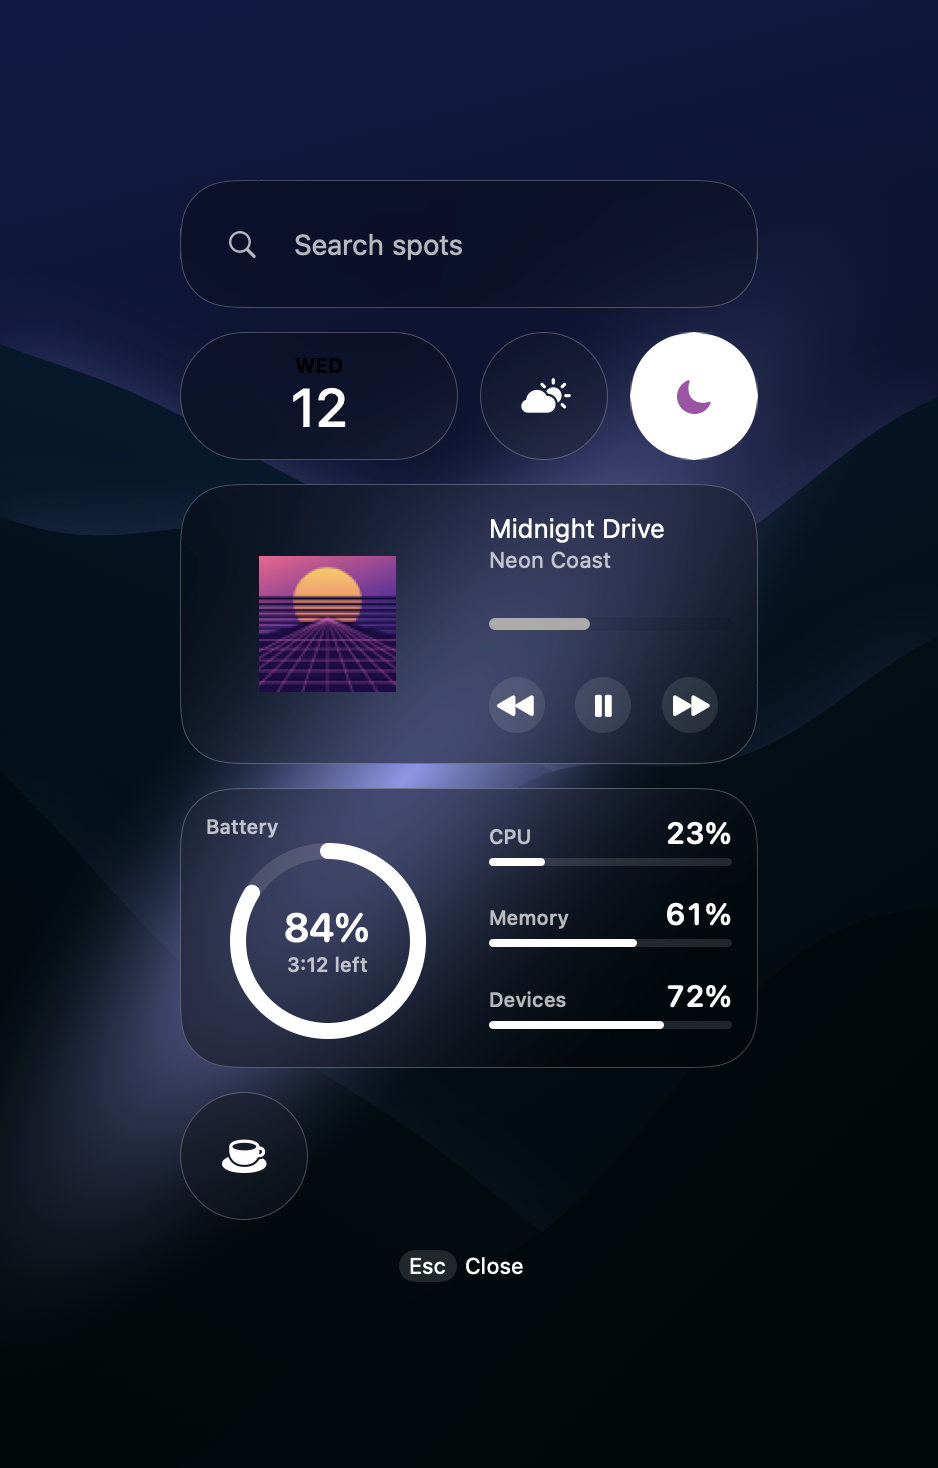 Search spots
WED
12
Midnight Drive
Neon Coast
Battery
84%
3:12 left
CPU 23%
Memory 61%
Devices 72%
Esc Close